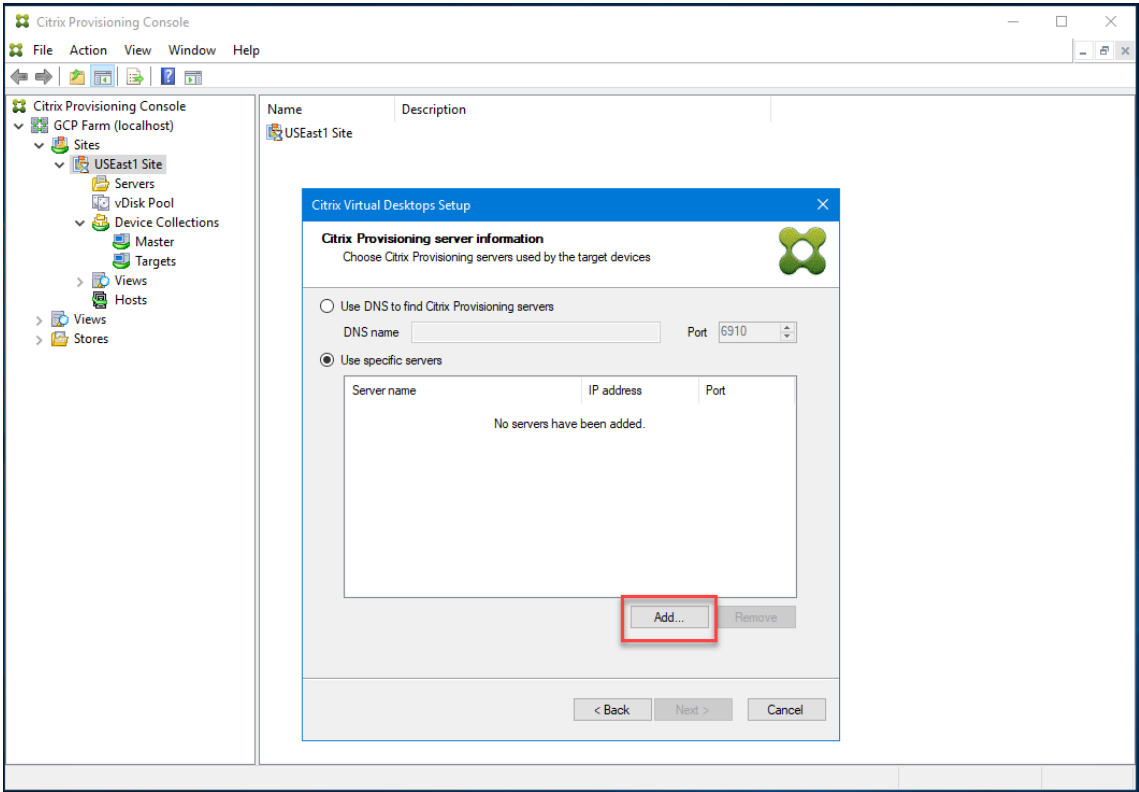 Citrix Provisioning Console
File Action View Window Help
Citrix Provisioning Console
GCP Farm (localhost)
Sites
USEast1 Site
Servers
vDisk Pool
Device Collections
Master
Targets
Views
Hosts
Views
Stores
Name Description
USEast1 Site
Citrix Virtual Desktops Setup
Citrix Provisioning server information
Choose Citrix Provisioning servers used by the target devices
Use DNS to find Citrix Provisioning servers
DNS name Port 6910
Use specific servers
Server name IP address Port
No servers have been added.
Add... Remove
< Back Next > Cancel